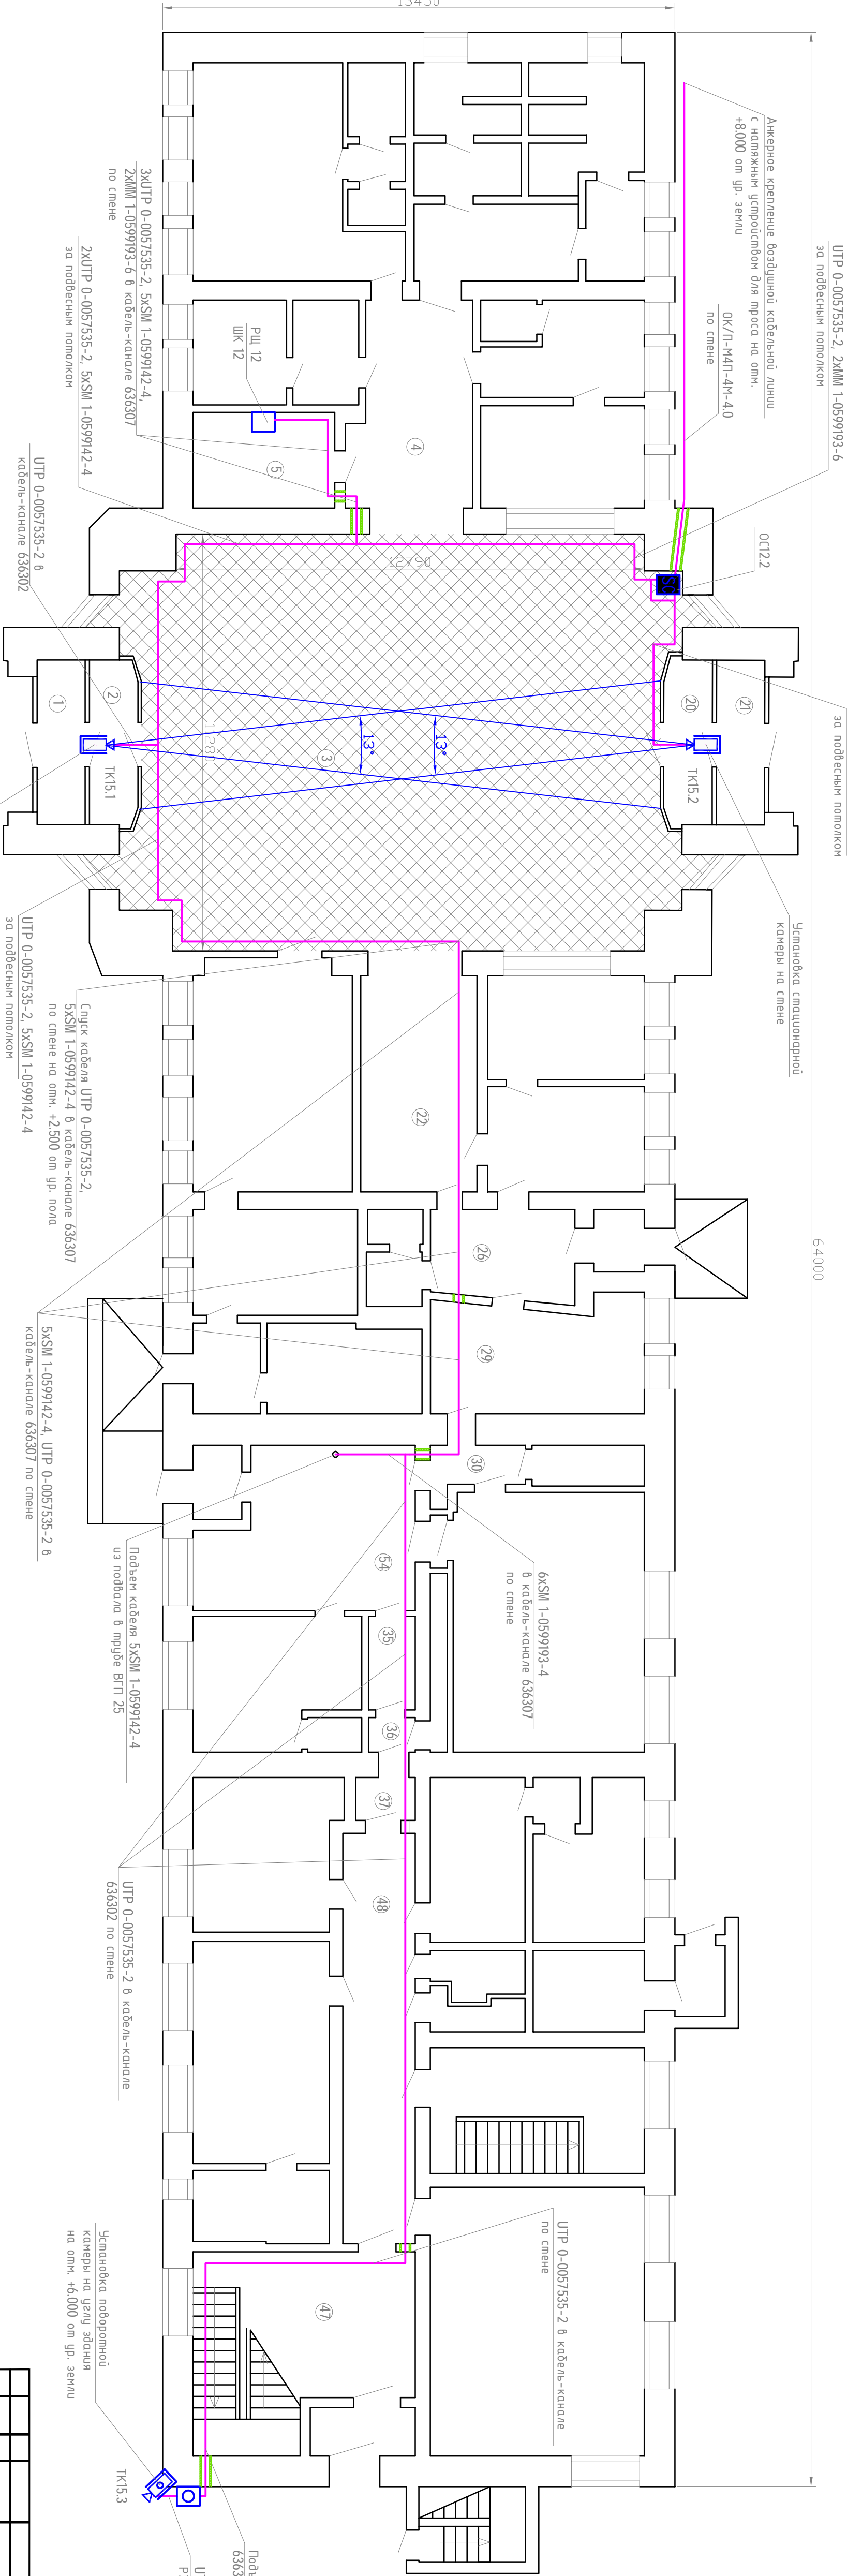 13450
64000
12790
Анкерное крепление воздушной кабельной линии
с натяжным устройством для троса на отм.
+8.000 от ур. земли
UTP 0-0057535-2, 2xMM 1-0599193-6
за подвесным потолком
ОК/П-М4П-4М-4.0
по стене
ОС12.2
за подвесным потолком
3xUTP 0-0057535-2, 5xSM 1-0599142-4,
2xMM 1-0599193-6 в кабель-канале 636307
по стене
РЩ 12
ШК 12
4
5
2xUTP 0-0057535-2, 5xSM 1-0599142-4
за подвесным потолком
UTP 0-0057535-2 в
кабель-канале 636302
SC
1
2
3
20
21
13°
13°
ТК15.1
ТК15.2
Установка стационарной
камеры на стене
UTP 0-0057535-2, 5xSM 1-0599142-4
за подвесным потолком
Спуск кабеля UTP 0-0057535-2,
5xSM 1-0599142-4 в кабель-канале 636307
по стене на отм. +2.500 от ур. пола
22
26
29
30
5xSM 1-0599142-4, UTP 0-0057535-2 в
кабель-канале 636307 по стене
Подъем кабеля 5xSM 1-0599142-4
из подвала в трубе ВГП 25
6xSM 1-0599193-4
в кабель-канале 636307
по стене
54
35
36
37
48
UTP 0-0057535-2 в кабель-канале
636302 по стене
UTP 0-0057535-2 в кабель-канале
по стене
47
Установка поворотной
камеры на углу здания
на отм. +6.000 от ур. земли
ТК15.3